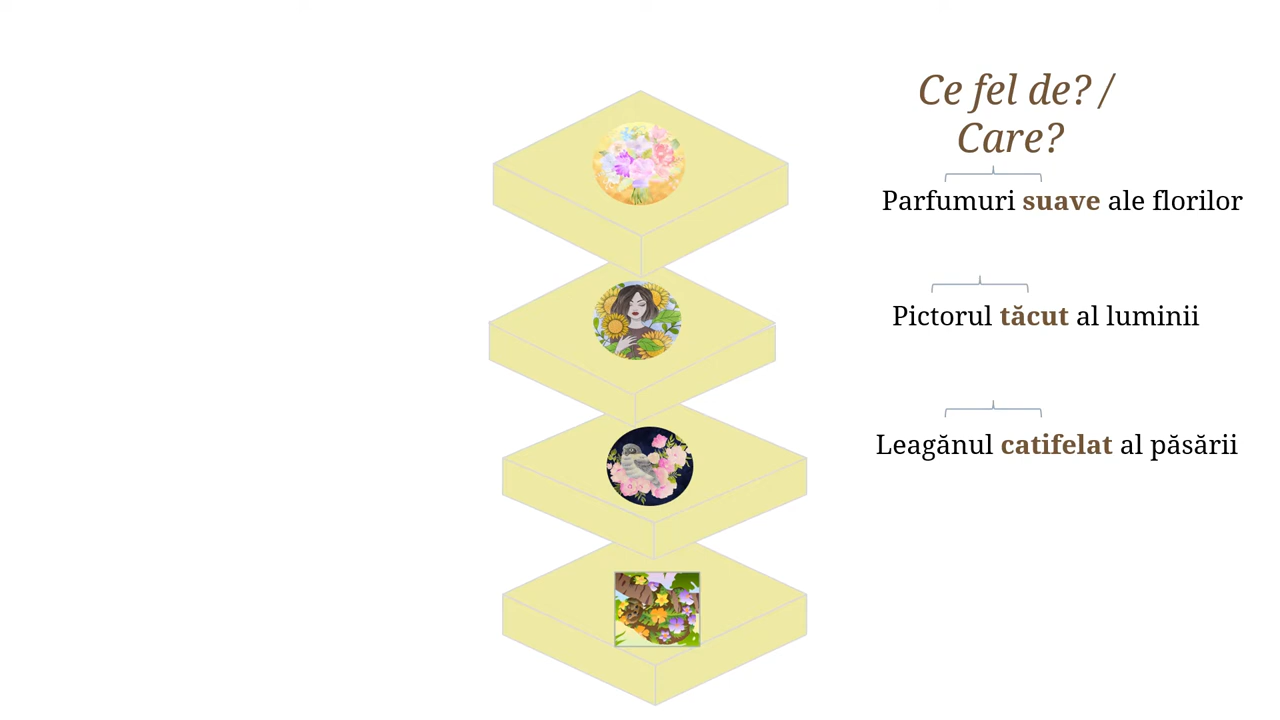 Ce fel de? /
Care?
Parfumuri suave ale florilor
Pictorul tăcut al luminii
Leagănul catifelat al păsării